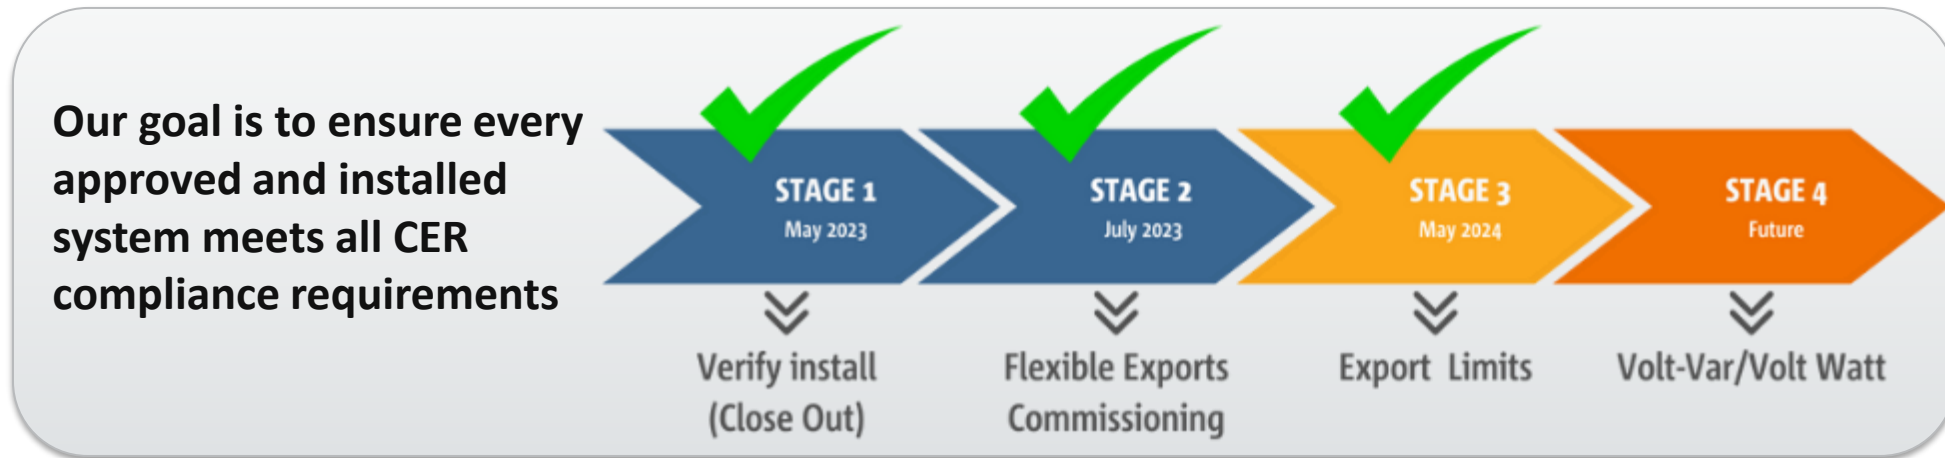 Our goal is to ensure every
approved and installed
system meets all CER
compliance requirements
STAGE 1
May 2023
STAGE 2
July 2023
STAGE 3
May 2024
STAGE 4
Future
Verify install
(Close Out)
Flexible Exports
Commissioning
Export Limits
Volt-Var/Volt Watt